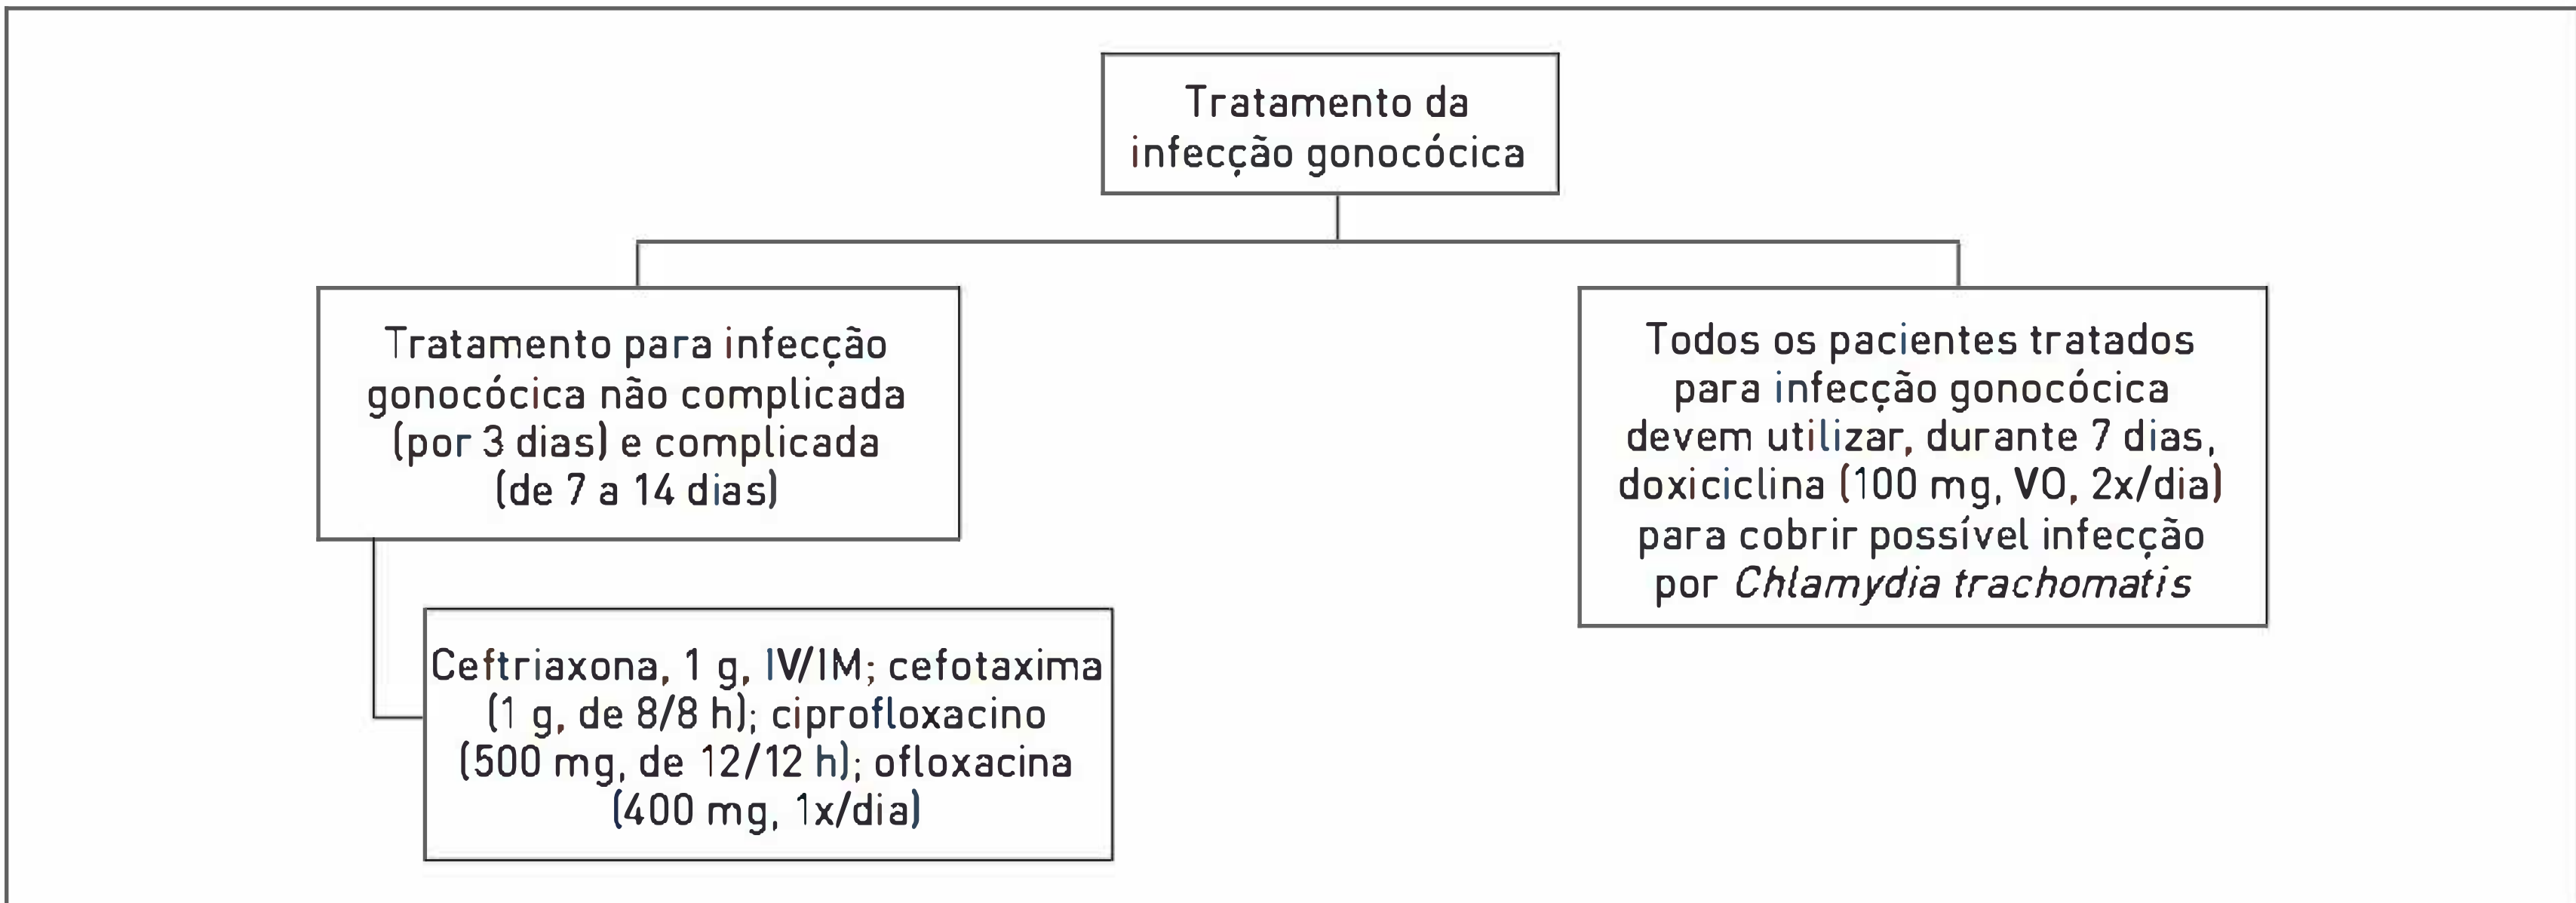 Tratamento da
infecção gonocócica
Tratamento para infecção
gonocócica não complicada
(por 3 dias) e complicada
(de 7 a 14 dias)
Todos os pacientes tratados
para infecção gonocócica
devem utilizar, durante 7 dias,
doxiciclina (100 mg, VO, 2x/dia)
para cobrir possível infecção
por Chlamydia trachomatis
Ceftriaxona, 1 g, IV/IM; cefotaxima
(1 g, de 8/8 h); ciprofloxacino
(500 mg, de 12/12 h); ofloxacina
(400 mg, 1x/dia)